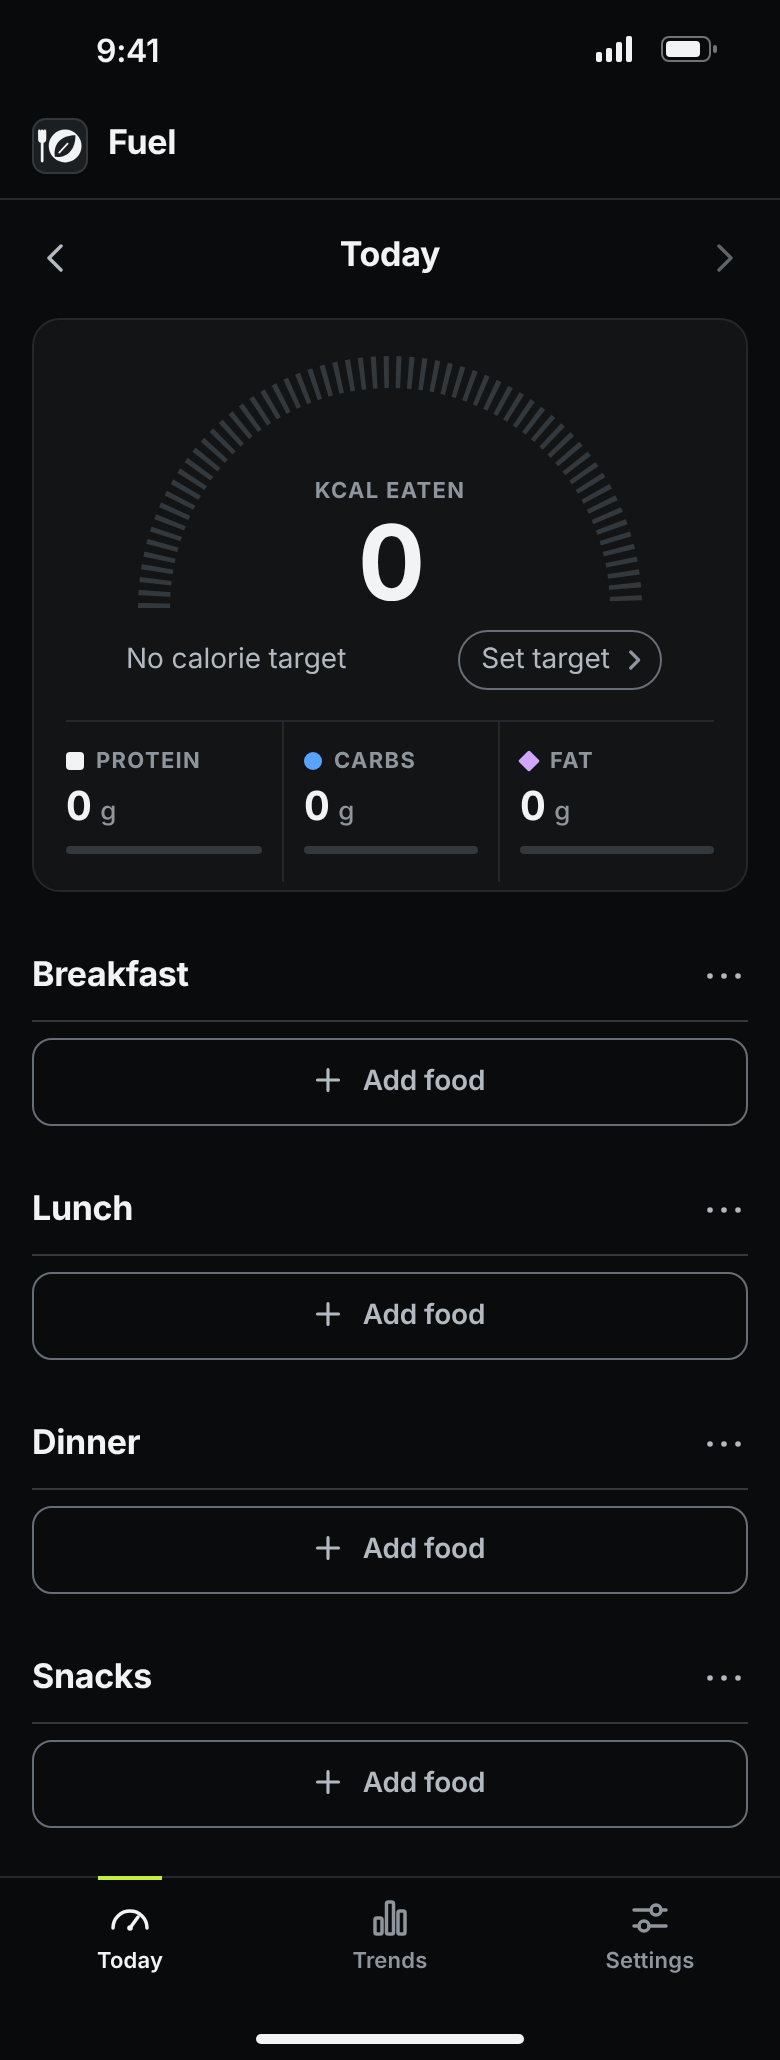 9:41
Fuel
Today
KCAL EATEN
0
No calorie target
Set target
PROTEIN
CARBS
FAT
0 g
0 g
0 g
Breakfast
Add food
Lunch
Add food
Dinner
Add food
Snacks
Add food
Today
Trends
Settings